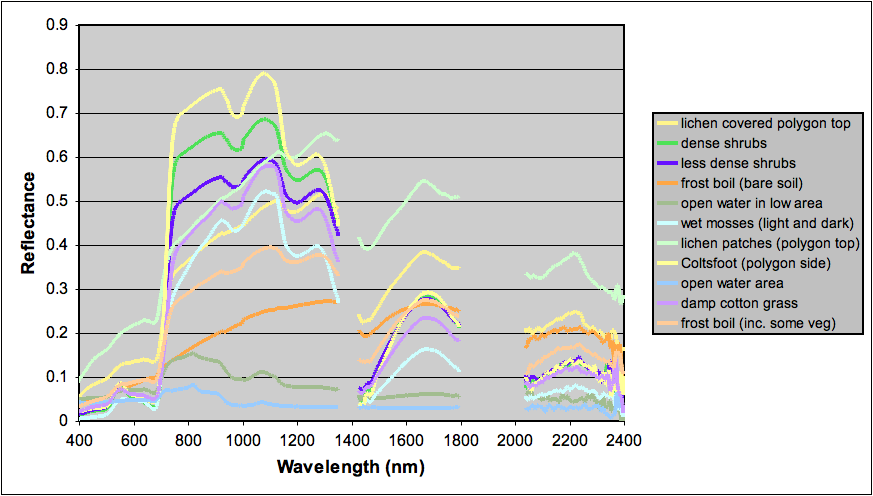 0.9
0.8
0.7
0.6
0.5
0.4
0.3
0.2
0.1
0
Reflectance
400 600 800 1000 1200 1400 1600 1800 2000 2200 2400
Wavelength (nm)
lichen covered polygon top
dense shrubs
less dense shrubs
frost boil (bare soil)
open water in low area
wet mosses (light and dark)
lichen patches (polygon top)
Coltsfoot (polygon side)
open water area
damp cotton grass
frost boil (inc. some veg)